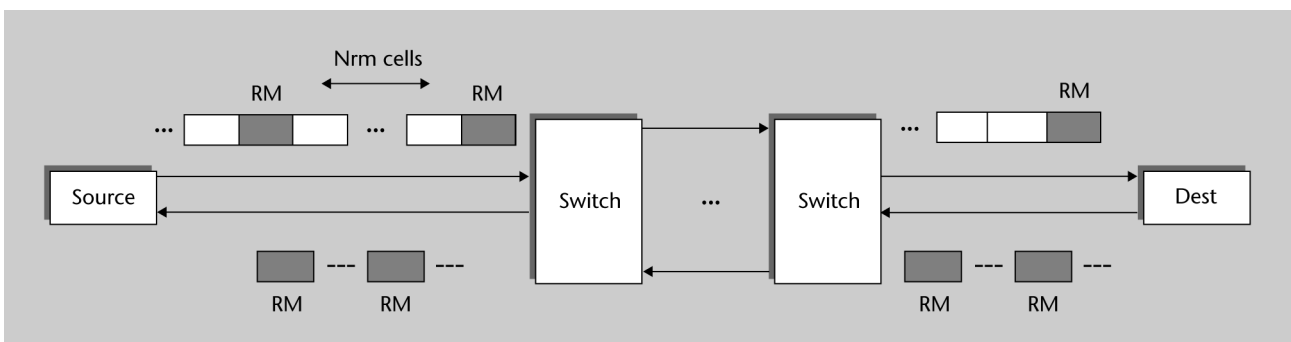 Nrm cells
RM
RM
RM
...
...
...
Source
Switch
...
Switch
Dest
RM
RM
RM
RM